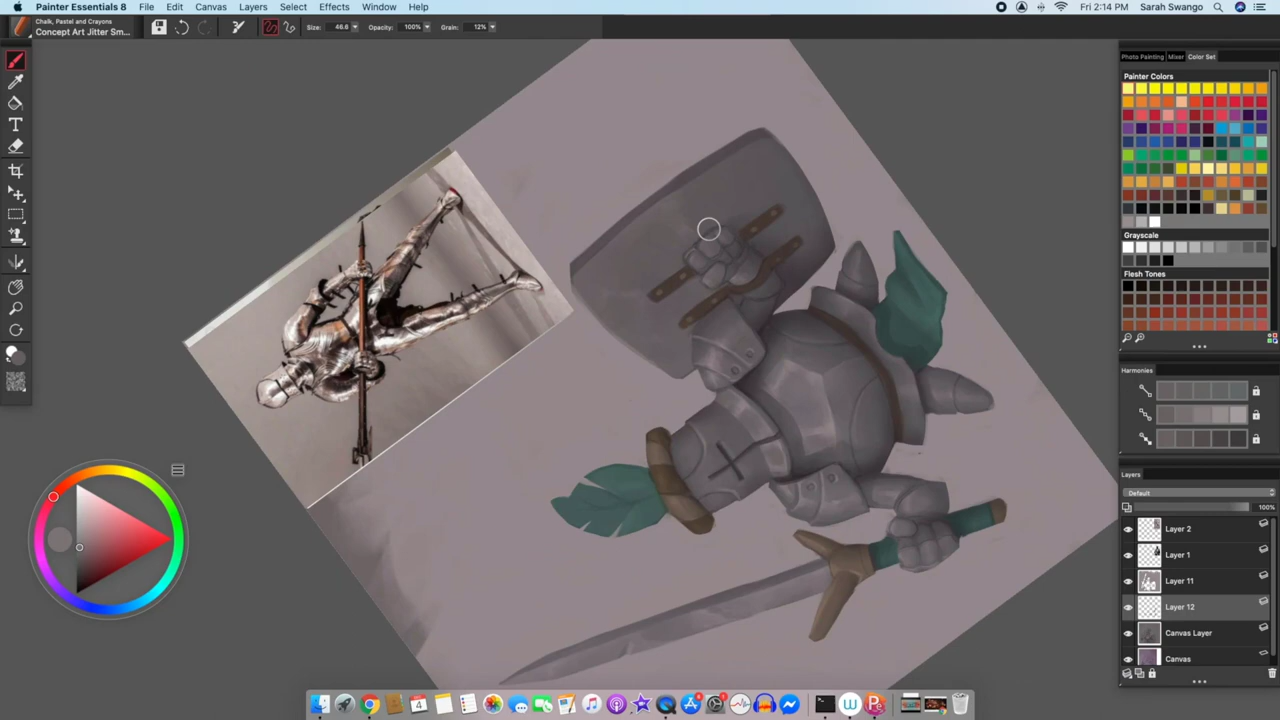 Painter Essentials 8 File Edit Canvas Layers Select Effects Window Help Fri 2:14 PM Sarah Swango
Chalk, Pastel and Crayons
Concept Art Jitter Sm...
Size: 46.6 Opacity: 100% Grain: 12%
Photo Painting Mixer Color Set
Painter Colors
Grayscale
Flesh Tones
Harmonies
Layers
Default
100%
Layer 2
Layer 1
Layer 11
Layer 12
Canvas Layer
Canvas